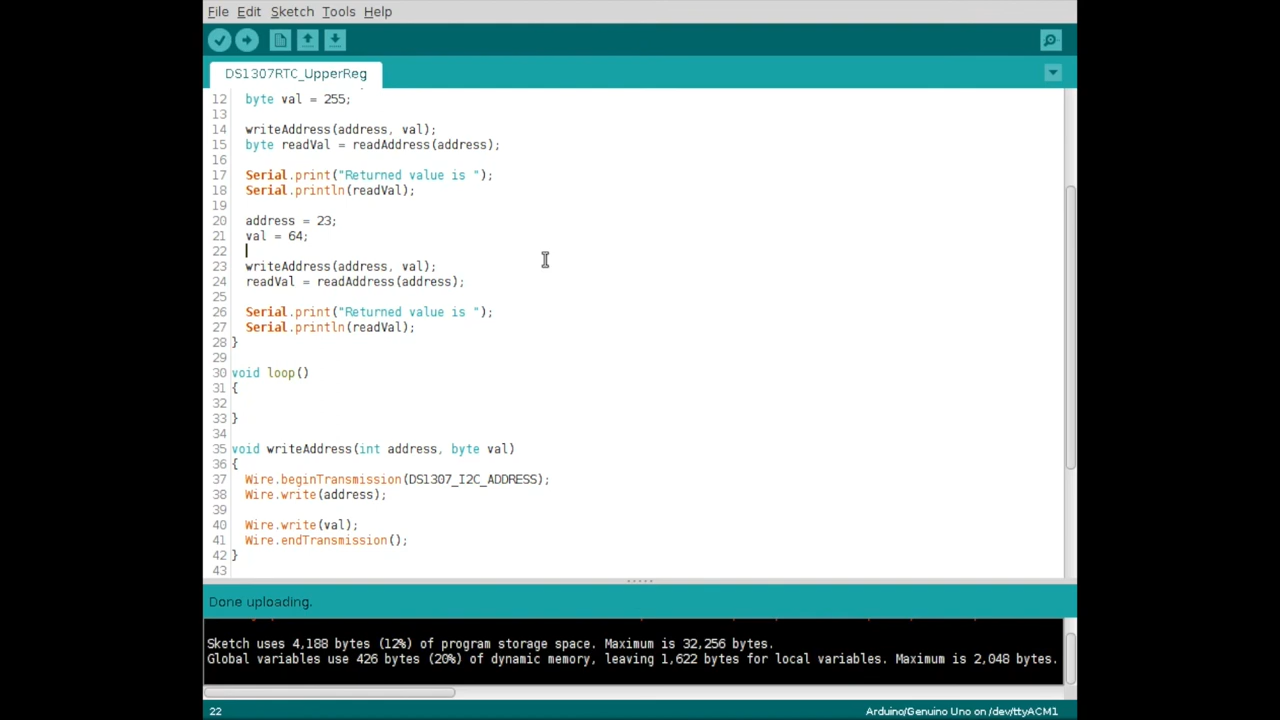 File Edit Sketch Tools Help
DS1307RTC_UpperReg
12 byte val = 255;
13
14 writeAddress(address, val);
15 byte readVal = readAddress(address);
16
17 Serial.print("Returned value is ");
18 Serial.println(readVal);
19
20 address = 23;
21 val = 64;
22
23 writeAddress(address, val);
24 readVal = readAddress(address);
25
26 Serial.print("Returned value is ");
27 Serial.println(readVal);
28 }
29
30 void loop()
31 {
32
33 }
34
35 void writeAddress(int address, byte val)
36 {
37 Wire.beginTransmission(DS1307_I2C_ADDRESS);
38 Wire.write(address);
39
40 Wire.write(val);
41 Wire.endTransmission();
42 }
43
Done uploading.
Sketch uses 4,188 bytes (12%) of program storage space. Maximum is 32,256 bytes.
Global variables use 426 bytes (20%) of dynamic memory, leaving 1,622 bytes for local variables. Maximum is 2,048 bytes.
22 Arduino/Genuino Uno on /dev/ttyACM1